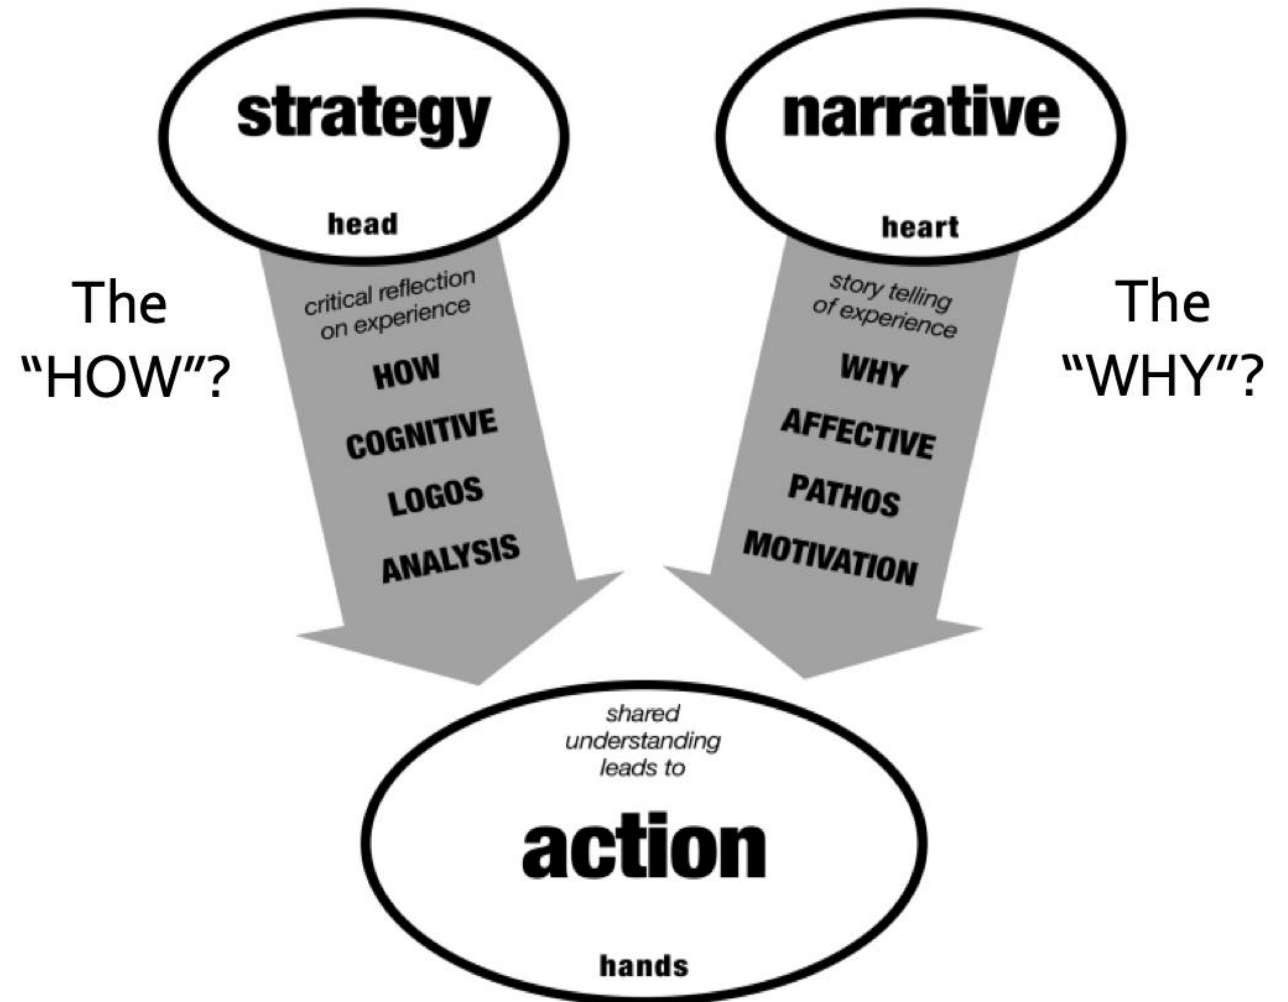 strategy
head
narrative
heart
The
“HOW”?
critical reflection
on experience
HOW
COGNITIVE
LOGOS
ANALYSIS
story telling
of experience
WHY
AFFECTIVE
PATHOS
MOTIVATION
The
“WHY”?
shared
understanding
leads to
action
hands